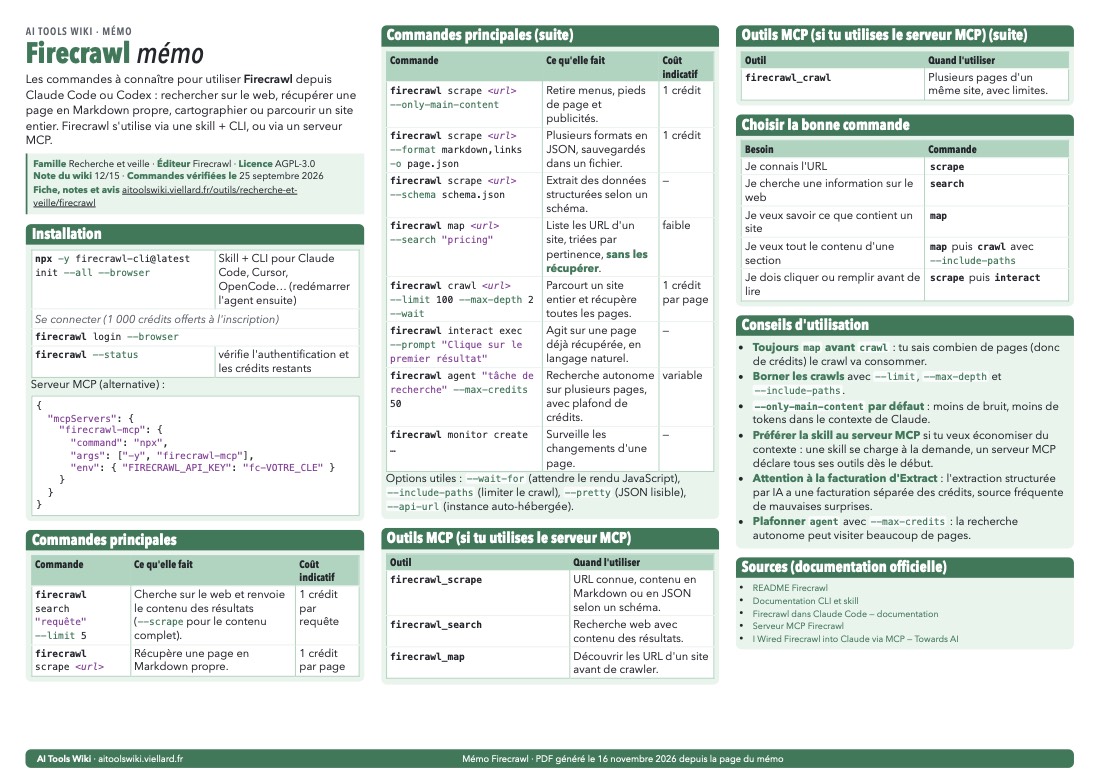 AI TOOLS WIKI · MÉMO
Firecrawl mémo
Les commandes à connaître pour utiliser Firecrawl depuis
Claude Code ou Codex : rechercher sur le web, récupérer une
page en Markdown propre, cartographier ou parcourir un site
entier. Firecrawl s'utilise via une skill + CLI, ou via un serveur
MCP.
Famille Recherche et veille · Éditeur Firecrawl · Licence AGPL-3.0
Note du wiki 12/15 · Commandes vérifiées le 25 septembre 2026
Fiche, notes et avis aitoolswiki.viellard.fr/outils/recherche-et-
veille/firecrawl
Installation
npx -y firecrawl-cli@latest
init --all --browser
Skill + CLI pour Claude
Code, Cursor,
OpenCode… (redémarrer
l'agent ensuite)
Se connecter (1 000 crédits offerts à l'inscription)
firecrawl login --browser
firecrawl --status
vérifie l'authentification et
les crédits restants
Serveur MCP (alternative) :
{
"mcpServers": {
"firecrawl-mcp": {
"command": "npx",
"args": ["-y", "firecrawl-mcp"],
"env": { "FIRECRAWL_API_KEY": "fc-VOTRE_CLE" }
}
}
}
Commandes principales
Commande
Ce qu'elle fait
Coût
indicatif
firecrawl
search
"requête"
--limit 5
Cherche sur le web et renvoie
le contenu des résultats
(--scrape pour le contenu
complet).
1 crédit
par
requête
firecrawl
scrape <url>
Récupère une page en
Markdown propre.
1 crédit
par page
Commandes principales (suite)
Commande
Ce qu'elle fait
Coût
indicatif
firecrawl scrape <url>
--only-main-content
Retire menus, pieds
de page et
publicités.
1 crédit
firecrawl scrape <url>
--format markdown,links
-o page.json
Plusieurs formats en
JSON, sauvegardés
dans un fichier.
1 crédit
firecrawl scrape <url>
--schema schema.json
Extrait des données
structurées selon un
schéma.
–
firecrawl map <url>
--search "pricing"
Liste les URL d'un
site, triées par
pertinence, sans les
récupérer.
faible
firecrawl crawl <url>
--limit 100 --max-depth 2
--wait
Parcourt un site
entier et récupère
toutes les pages.
1 crédit
par page
firecrawl interact exec
--prompt "Clique sur le
premier résultat"
Agit sur une page
déjà récupérée, en
langage naturel.
–
firecrawl agent "tâche de
recherche" --max-credits
50
Recherche autonome
sur plusieurs pages,
avec plafond de
crédits.
variable
firecrawl monitor create
…
Surveille les
changements d'une
page.
–
Options utiles : --wait-for (attendre le rendu JavaScript),
--include-paths (limiter le crawl), --pretty (JSON lisible),
--api-url (instance auto-hébergée).
Outils MCP (si tu utilises le serveur MCP)
Outil
Quand l'utiliser
firecrawl_scrape
URL connue, contenu en
Markdown ou en JSON
selon un schéma.
firecrawl_search
Recherche web avec
contenu des résultats.
firecrawl_map
Découvrir les URL d'un site
avant de crawler.
Outils MCP (si tu utilises le serveur MCP) (suite)
Outil
Quand l'utiliser
firecrawl_crawl
Plusieurs pages d'un
même site, avec limites.
Choisir la bonne commande
Besoin
Commande
Je connais l'URL
scrape
Je cherche une information sur le
web
search
Je veux savoir ce que contient un
site
map
Je veux tout le contenu d'une
section
map puis crawl avec
--include-paths
Je dois cliquer ou remplir avant de
lire
scrape puis interact
Conseils d'utilisation
• Toujours map avant crawl : tu sais combien de pages (donc
de crédits) le crawl va consommer.
• Borner les crawls avec --limit, --max-depth et
--include-paths.
• --only-main-content par défaut : moins de bruit, moins de
tokens dans le contexte de Claude.
• Préférer la skill au serveur MCP si tu veux économiser du
contexte : une skill se charge à la demande, un serveur MCP
déclare tous ses outils dès le début.
• Attention à la facturation d'Extract : l'extraction structurée
par IA a une facturation séparée des crédits, source fréquente
de mauvaises surprises.
• Plafonner agent avec --max-credits : la recherche
autonome peut visiter beaucoup de pages.
Sources (documentation officielle)
• README Firecrawl
• Documentation CLI et skill
• Firecrawl dans Claude Code – documentation
• Serveur MCP Firecrawl
• I Wired Firecrawl into Claude via MCP – Towards AI
AI Tools Wiki · aitoolswiki.viellard.fr
Mémo Firecrawl · PDF généré le 16 novembre 2026 depuis la page du mémo